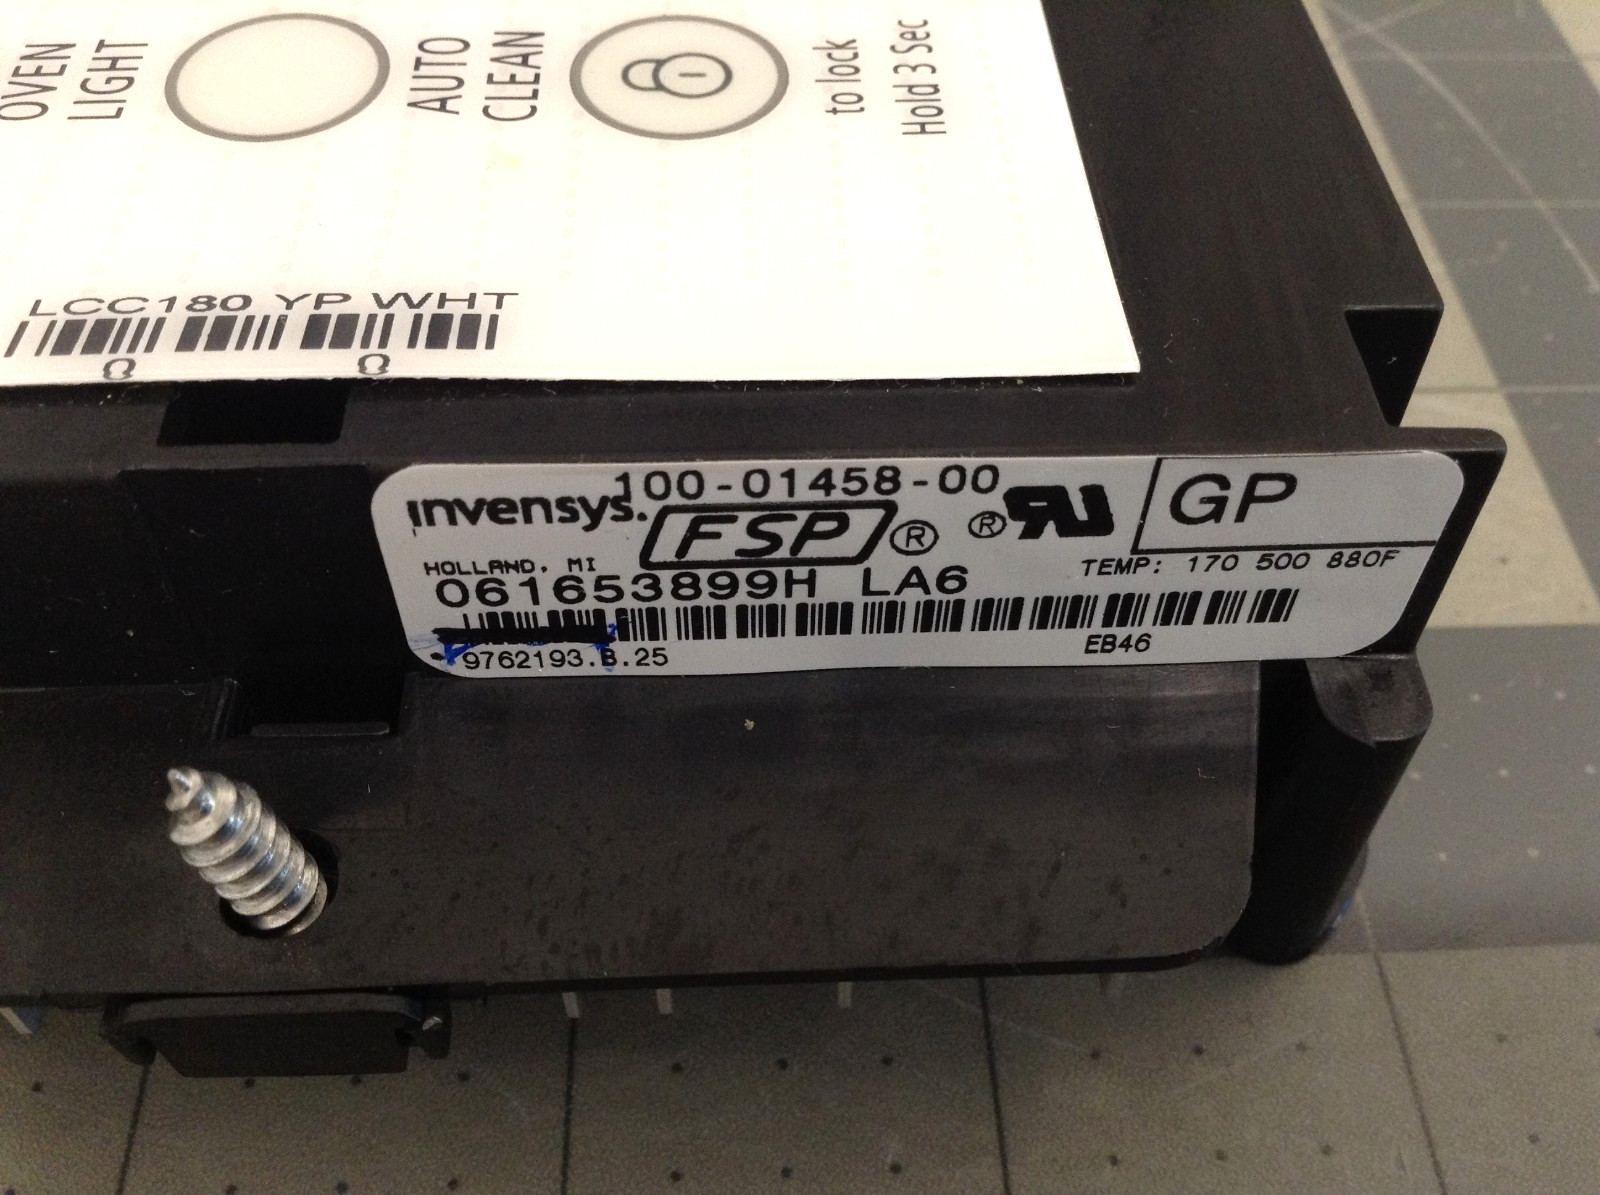 OVEN
LIGHT
AUTO
CLEAN
to lock
Hold 3 Sec
LCC180 YP WHT
100-01458-00
invensys.
FSP®
®
GP
HOLLAND, MI
TEMP: 170 500 880F
061653899H LA6
9762193.B.25
EB46